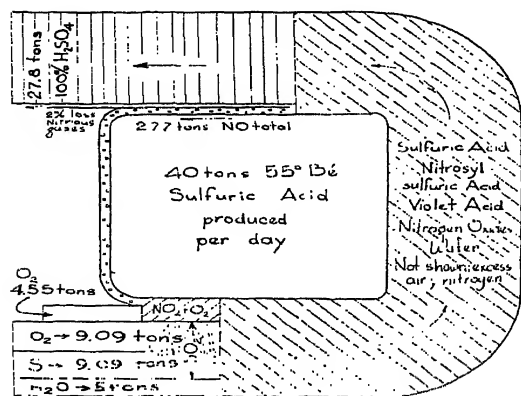 27.8 tons
100% H₂SO₄
2% loss
Nitrous
gases
277 tons NO total
40 tons 55° Bé
Sulfuric Acid
produced
per day
Sulfuric Acid
Nitrosyl
sulfuric Acid
Violet Acid
Nitrogen Oxides
Water
Not shown: excess
air, nitrogen
O₂
4.55 tons
NO₂+O₂
O₂→ 9.09 tons
S → 9.09 tons
H₂O → 5 tons